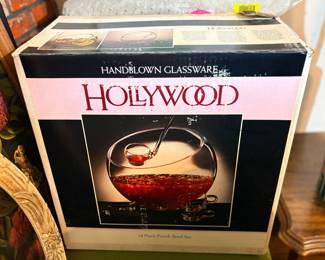 HANDBLOWN GLASSWARE
HOLLYWOOD
14 Piece Punch Bowl Set